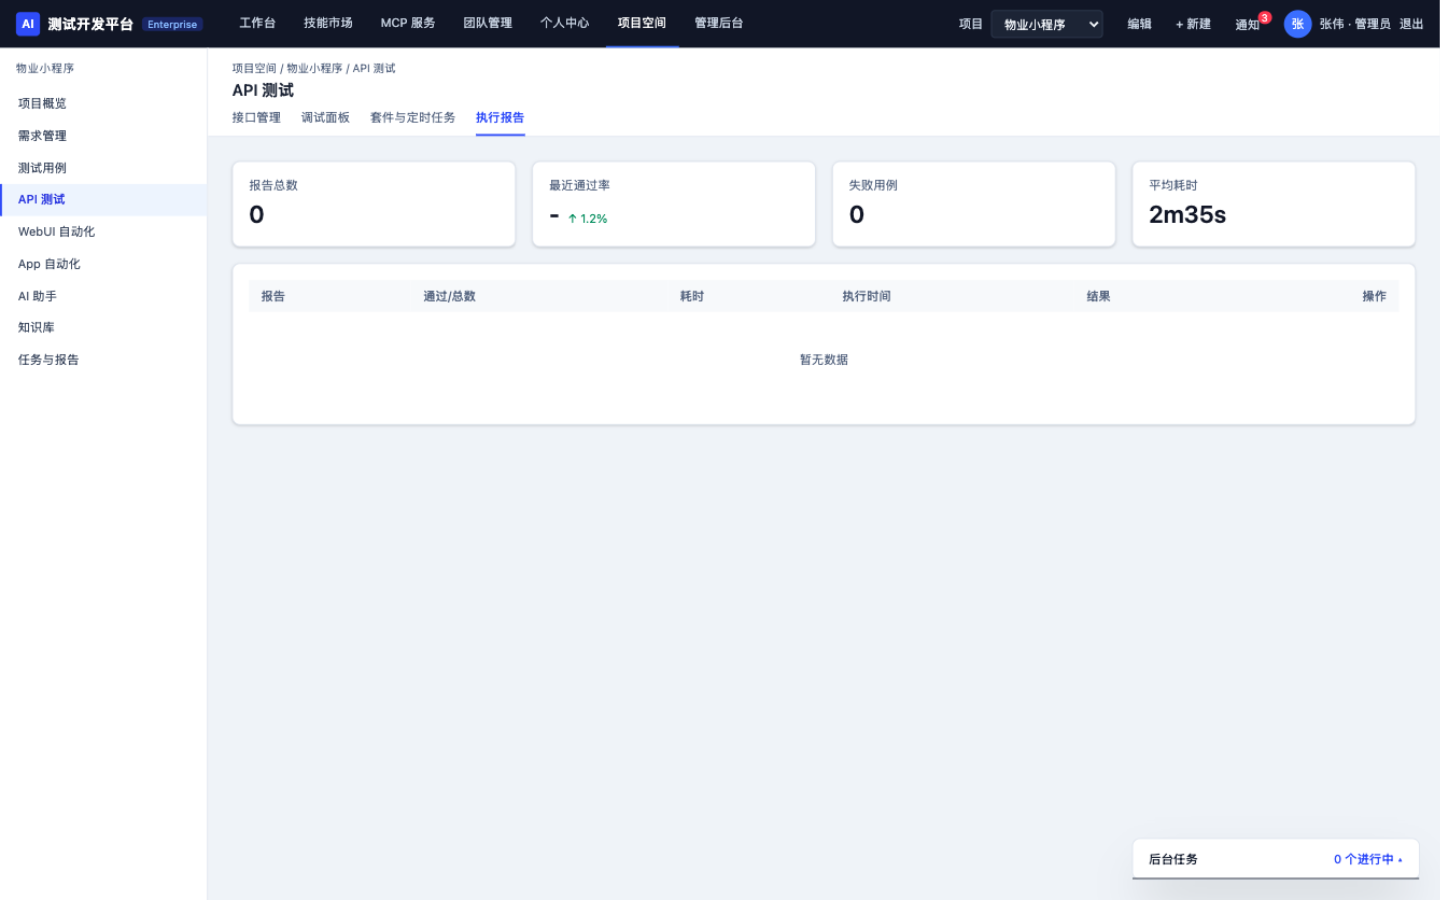 AI 测试开发平台 Enterprise 工作台 技能市场 MCP 服务 团队管理 个人中心 项目空间 管理后台 项目 物业小程序 编辑 + 新建 通知 3 张 张伟 · 管理员 退出
物业小程序
项目概览
需求管理
测试用例
API 测试
WebUI 自动化
App 自动化
AI 助手
知识库
任务与报告
项目空间 / 物业小程序 / API 测试
API 测试
接口管理 调试面板 套件与定时任务 执行报告
报告总数 最近通过率 失败用例 平均耗时
0 - ↑ 1.2% 0 2m35s
报告 通过/总数 耗时 执行时间 结果 操作
暂无数据
后台任务 0 个进行中 ▴